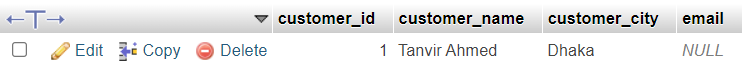 customer_id customer_name customer_city email
Edit Copy Delete 1 Tanvir Ahmed Dhaka NULL